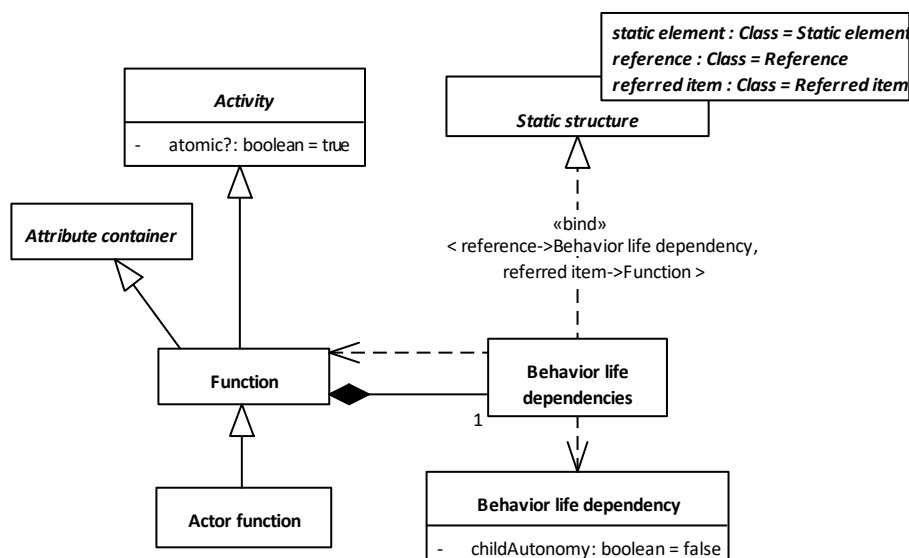 static element : Class = Static element
reference : Class = Reference
referred item : Class = Referred item
Static structure
Activity
- atomic?: boolean = true
Attribute container
«bind»
< reference->Behavior life dependency,
referred item->Function >
Function
Behavior life
dependencies
1
Actor function
Behavior life dependency
- childAutonomy: boolean = false